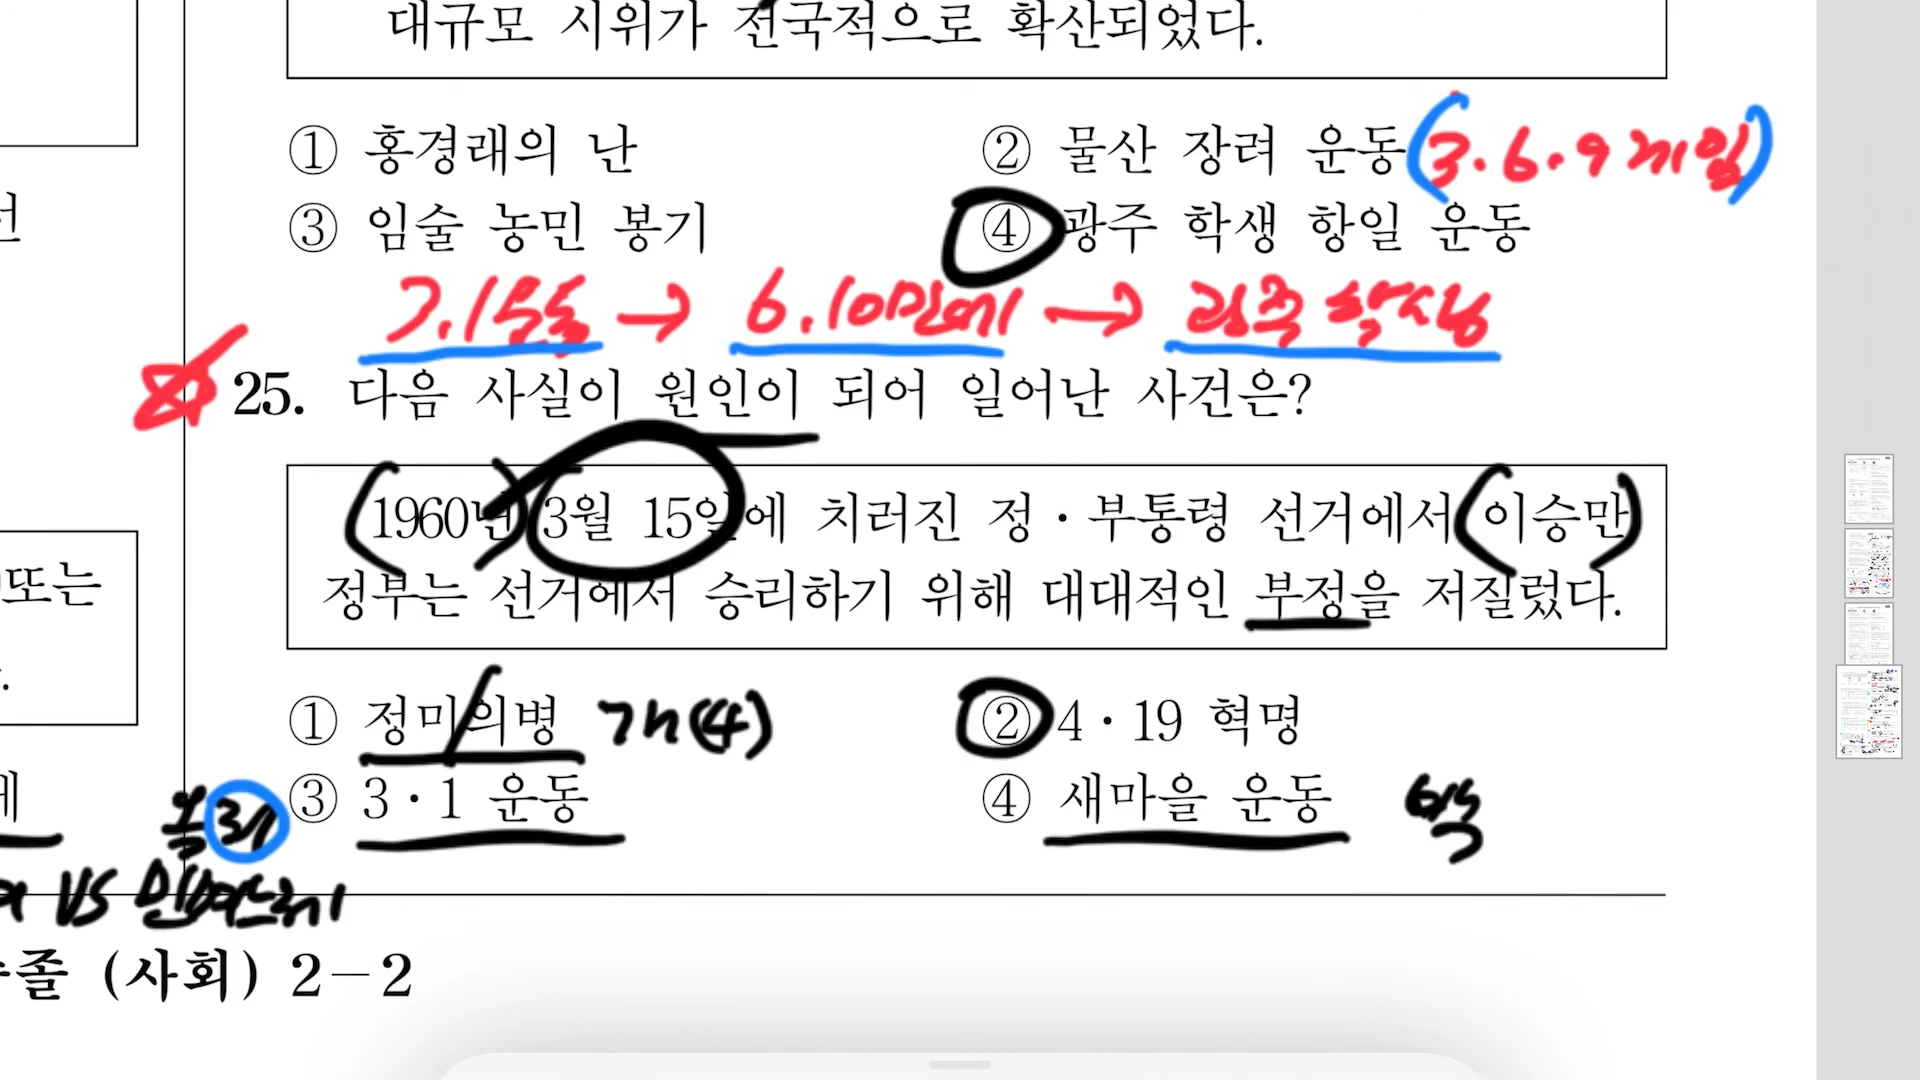 대규모 시위가 전국적으로 확산되었다.
① 홍경래의 난
② 물산 장려 운동 (3·6·9 게임)
③ 임술 농민 봉기
④ 광주 학생 항일 운동
3.1운동 → 6.10만세 → 광주 학생
25. 다음 사실이 원인이 되어 일어난 사건은?
(1960년) 3월 15일에 치러진 정·부통령 선거에서 (이승만)
정부는 선거에서 승리하기 위해 대대적인 부정을 저질렀다.
① 정미의병 개(4)
② 4·19 혁명
③ 3·1 운동
④ 새마을 운동 박
또는
VS
졸 (사회) 2-2